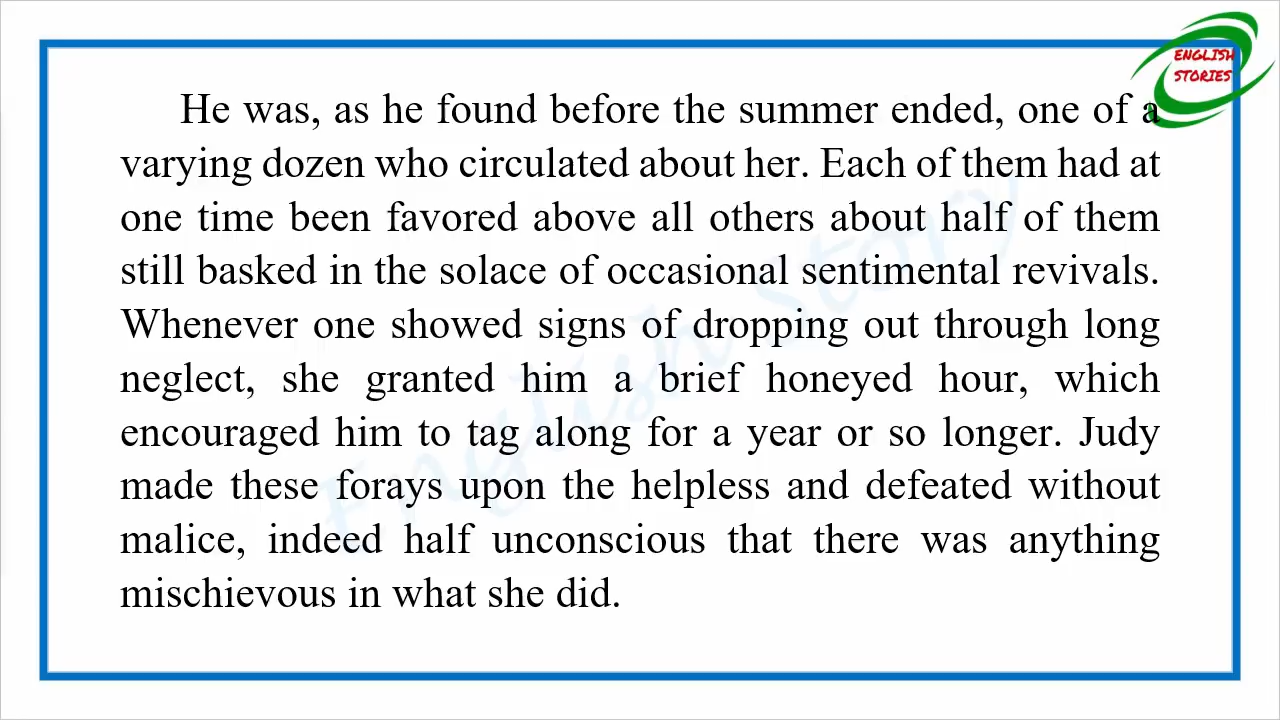 ENGLISH
STORIES
He was, as he found before the summer ended, one of a
varying dozen who circulated about her. Each of them had at
one time been favored above all others about half of them
still basked in the solace of occasional sentimental revivals.
Whenever one showed signs of dropping out through long
neglect, she granted him a brief honeyed hour, which
encouraged him to tag along for a year or so longer. Judy
made these forays upon the helpless and defeated without
malice, indeed half unconscious that there was anything
mischievous in what she did.
English Story